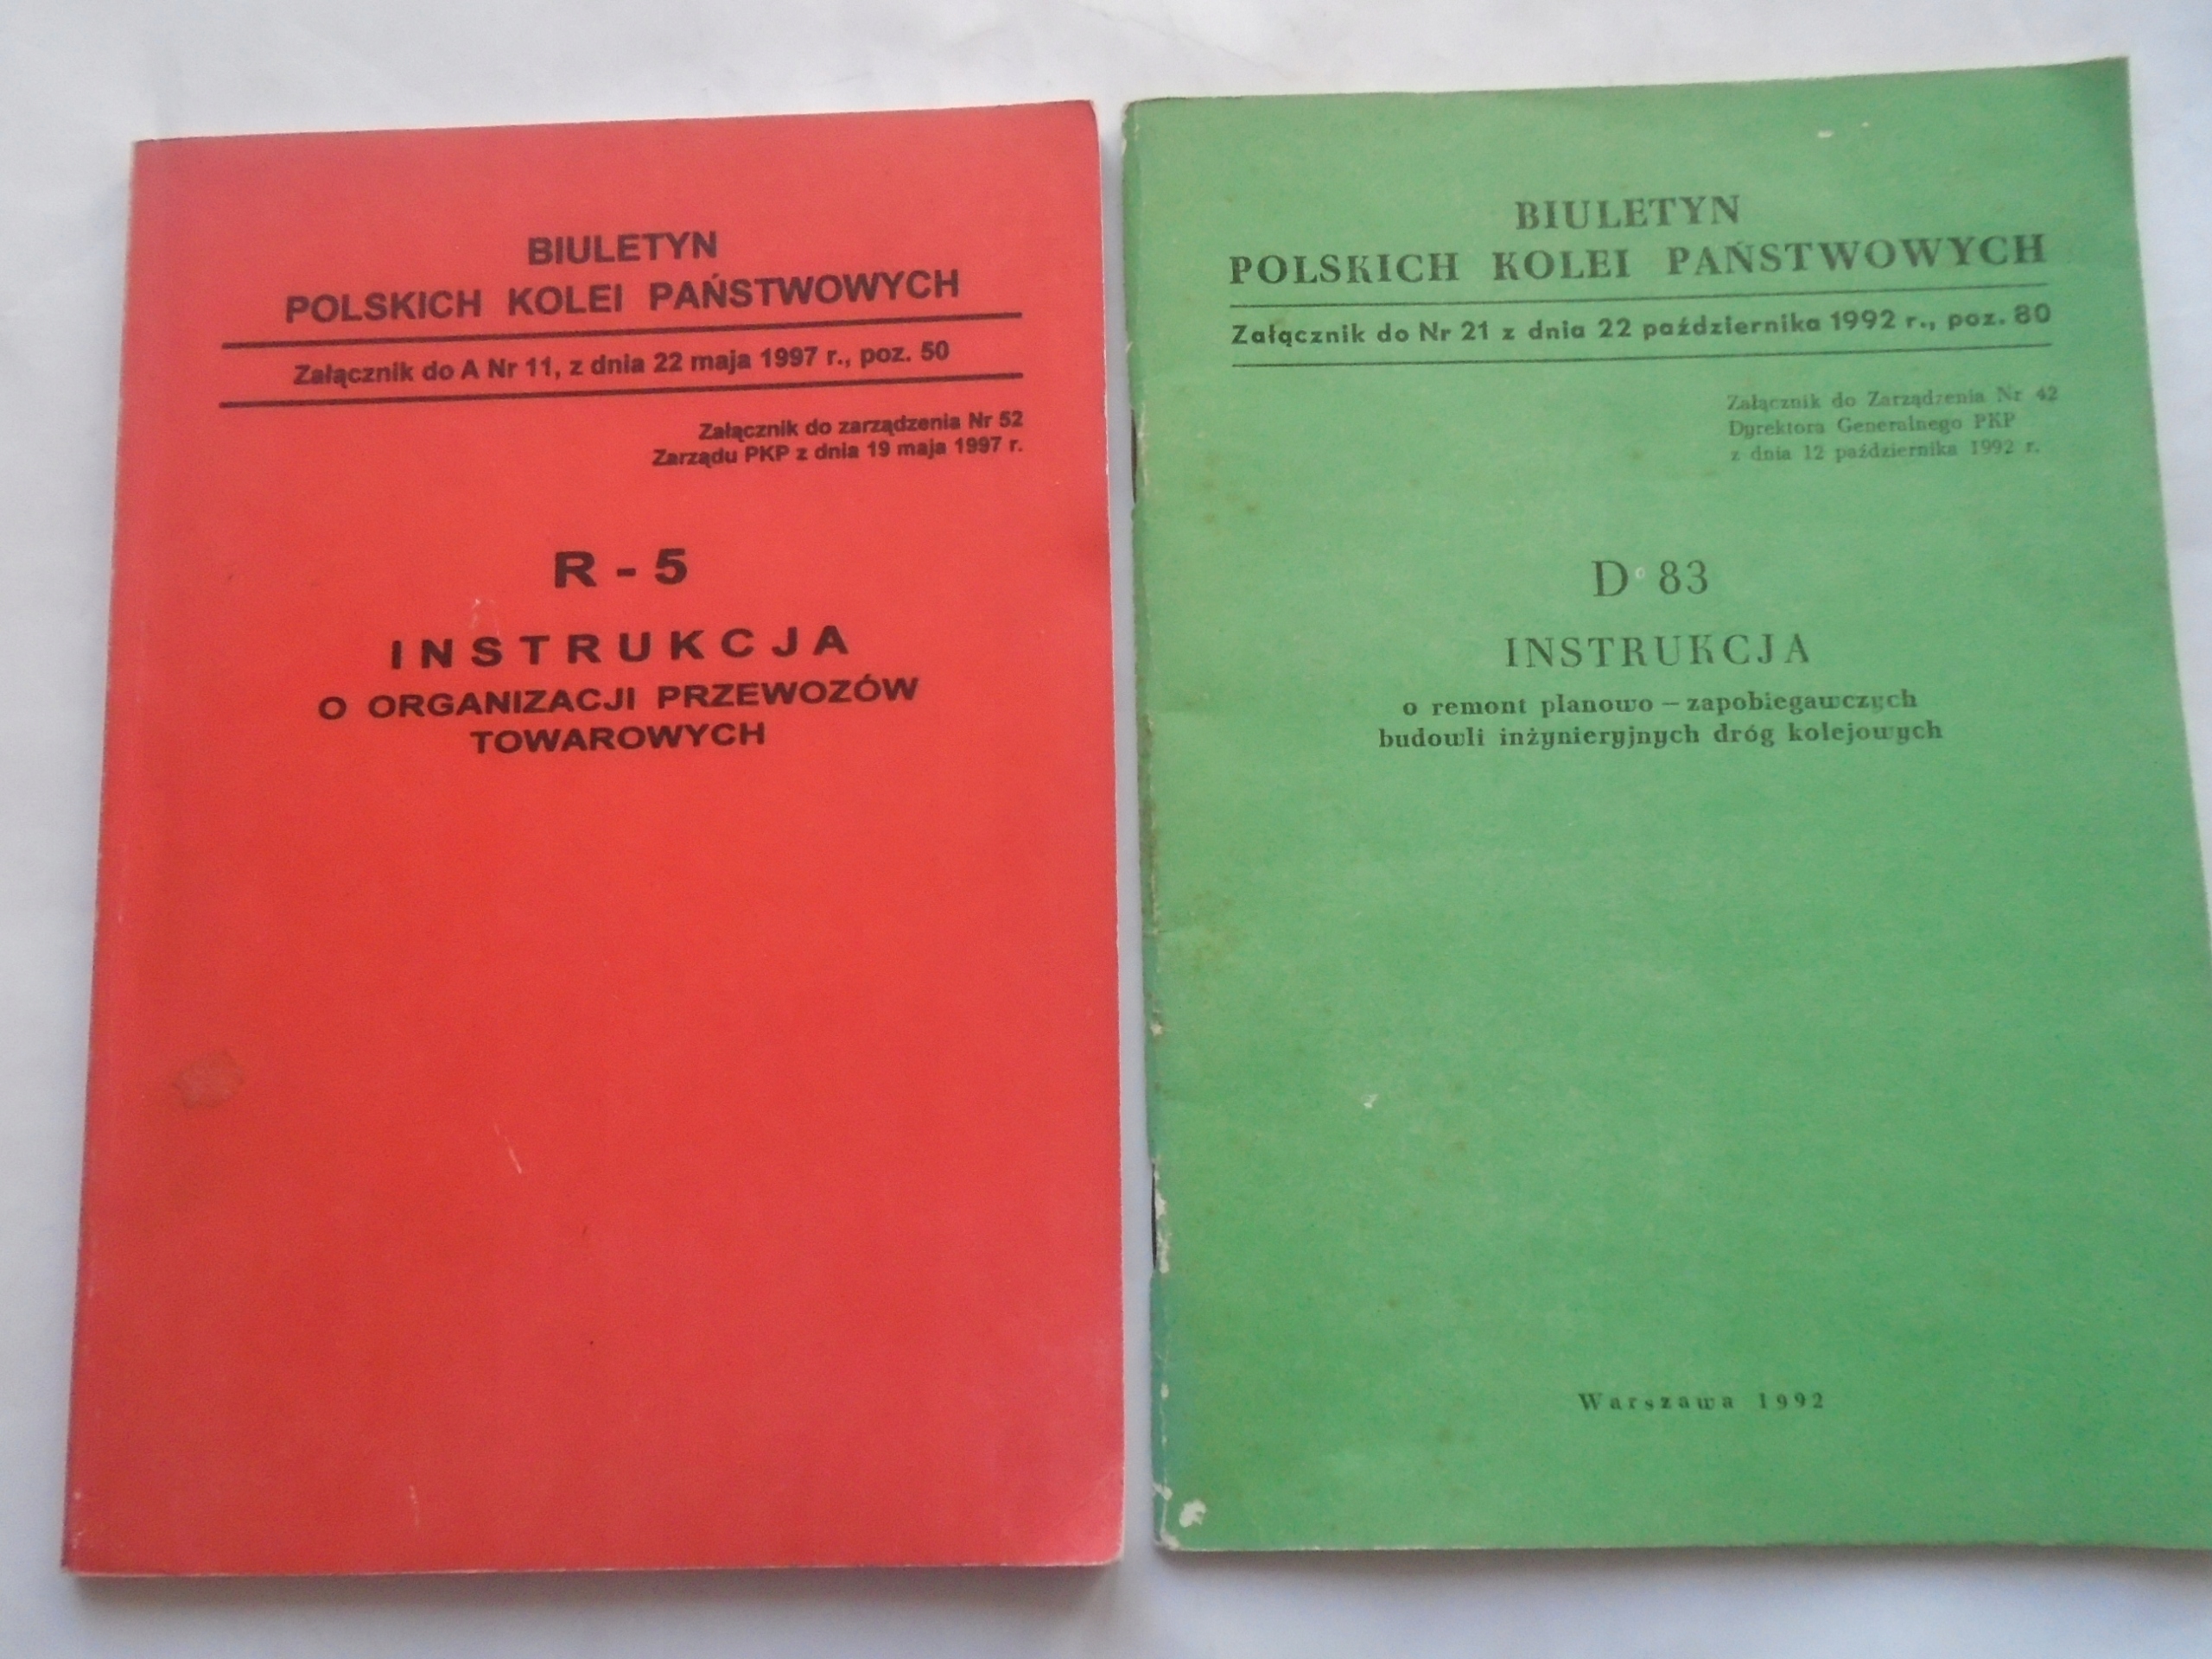 BIULETYN
POLSKICH KOLEI PAŃSTWOWYCH
Załącznik do A Nr 11, z dnia 22 maja 1997 r., poz. 50
Załącznik do zarządzenia Nr 52
Zarządu PKP z dnia 19 maja 1997 r.
R - 5
INSTRUKCJA
O ORGANIZACJI PRZEWOZÓW
TOWAROWYCH
BIULETYN
POLSKICH KOLEI PAŃSTWOWYCH
Załącznik do Nr 21 z dnia 22 października 1992 r., poz. 80
Załącznik do Zarządzenia Nr 42
Dyrektora Generalnego PKP
z dnia 12 października 1992 r.
D 83
INSTRUKCJA
o remont planowo – zapobiegawczych
budowli inżynieryjnych dróg kolejowych
Warszawa 1992